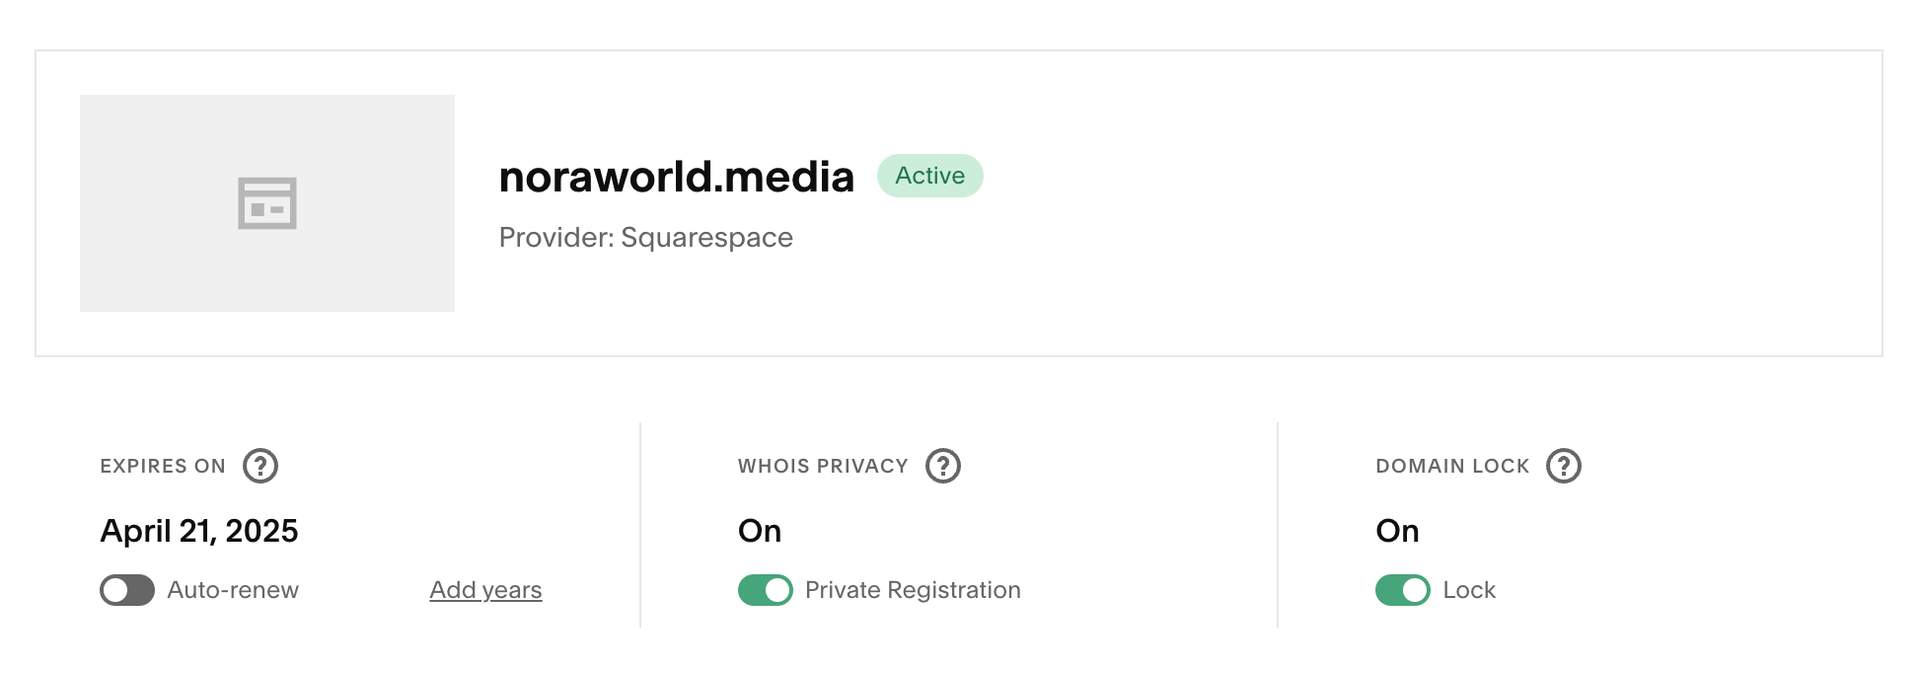 noraworld.media Active
Provider: Squarespace
EXPIRES ON ?
April 21, 2025
Auto-renew Add years
WHOIS PRIVACY ?
On
Private Registration
DOMAIN LOCK ?
On
Lock